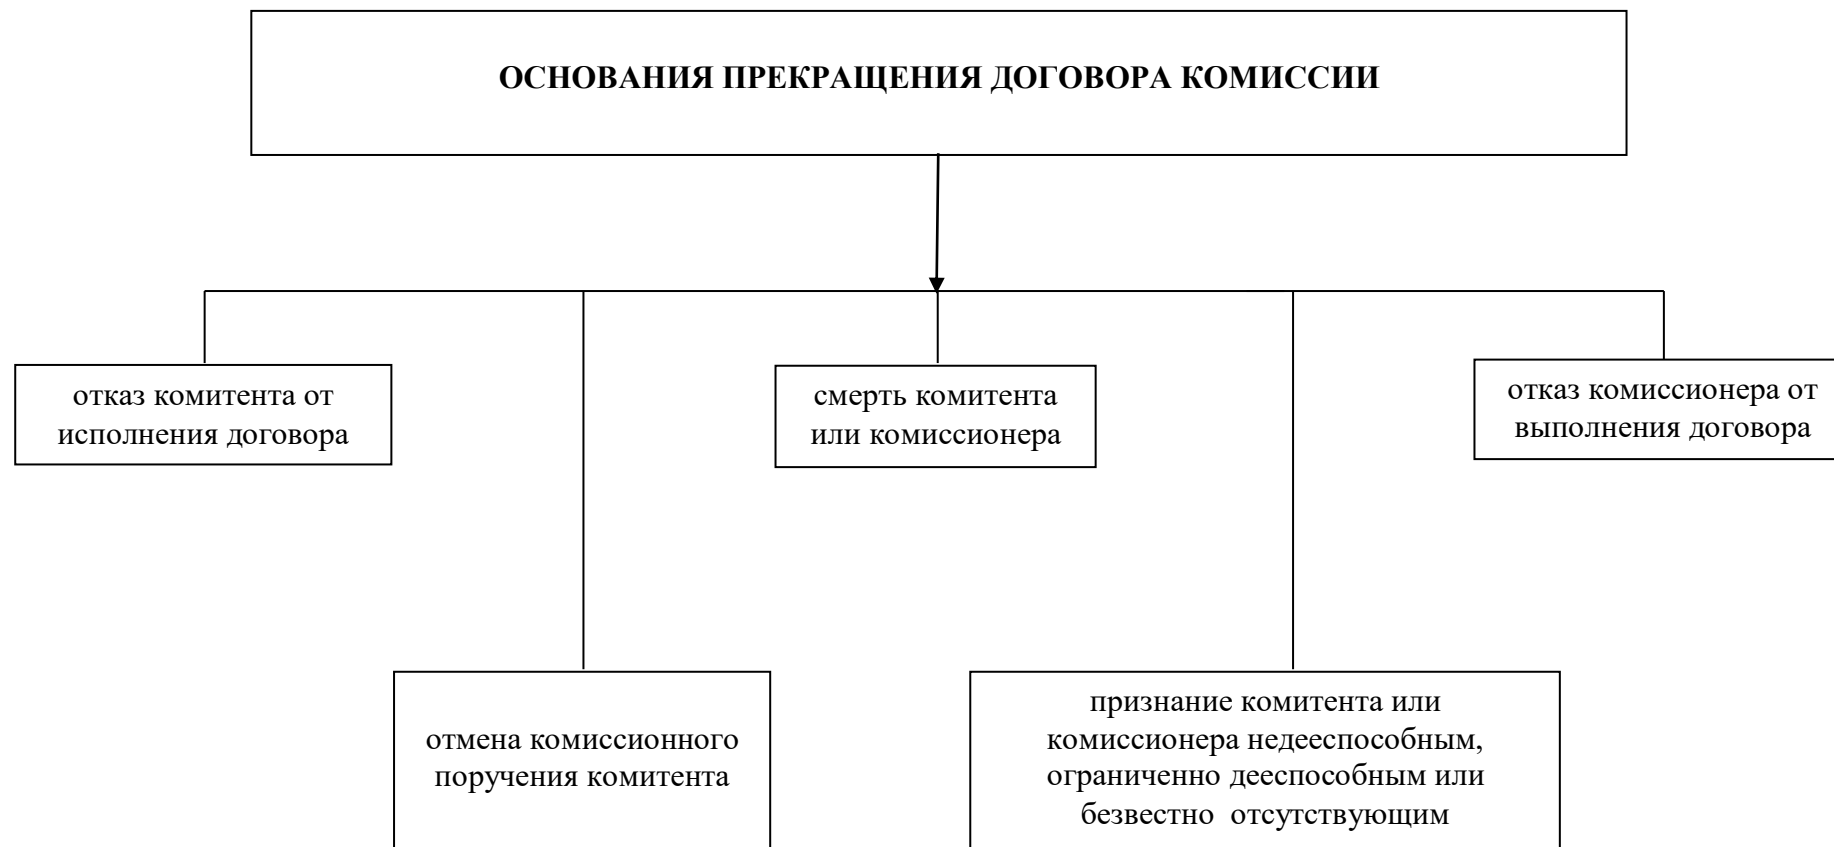 ОСНОВАНИЯ ПРЕКРАЩЕНИЯ ДОГОВОРА КОМИССИИ
отказ комитента от
исполнения договора
смерть комитента
или комиссионера
отказ комиссионера от
выполнения договора
отмена комиссионного
поручения комитента
признание комитента или
комиссионера недееспособным,
ограниченно дееспособным или
безвестно отсутствующим